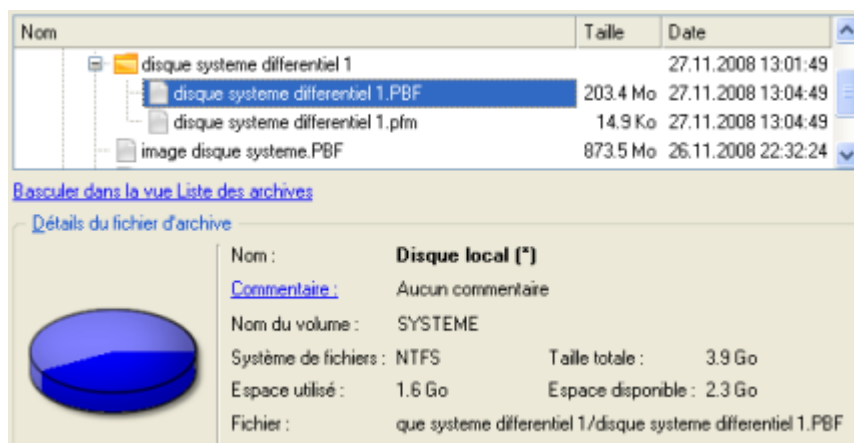 Nom Taille Date
disque systeme differentiel 1 27.11.2008 13:01:49
disque systeme differentiel 1.PBF 203.4 Mo 27.11.2008 13:04:49
disque systeme differentiel 1.pfm 14.9 Ko 27.11.2008 13:04:49
image disque systeme.PBF 873.5 Mo 26.11.2008 22:32:24
Basculer dans la vue Liste des archives
Détails du fichier d'archive
Nom : Disque local (*)
Commentaire : Aucun commentaire
Nom du volume : SYSTEME
Système de fichiers : NTFS Taille totale : 3.9 Go
Espace utilisé : 1.6 Go Espace disponible : 2.3 Go
Fichier : que systeme differentiel 1/disque systeme differentiel 1.PBF